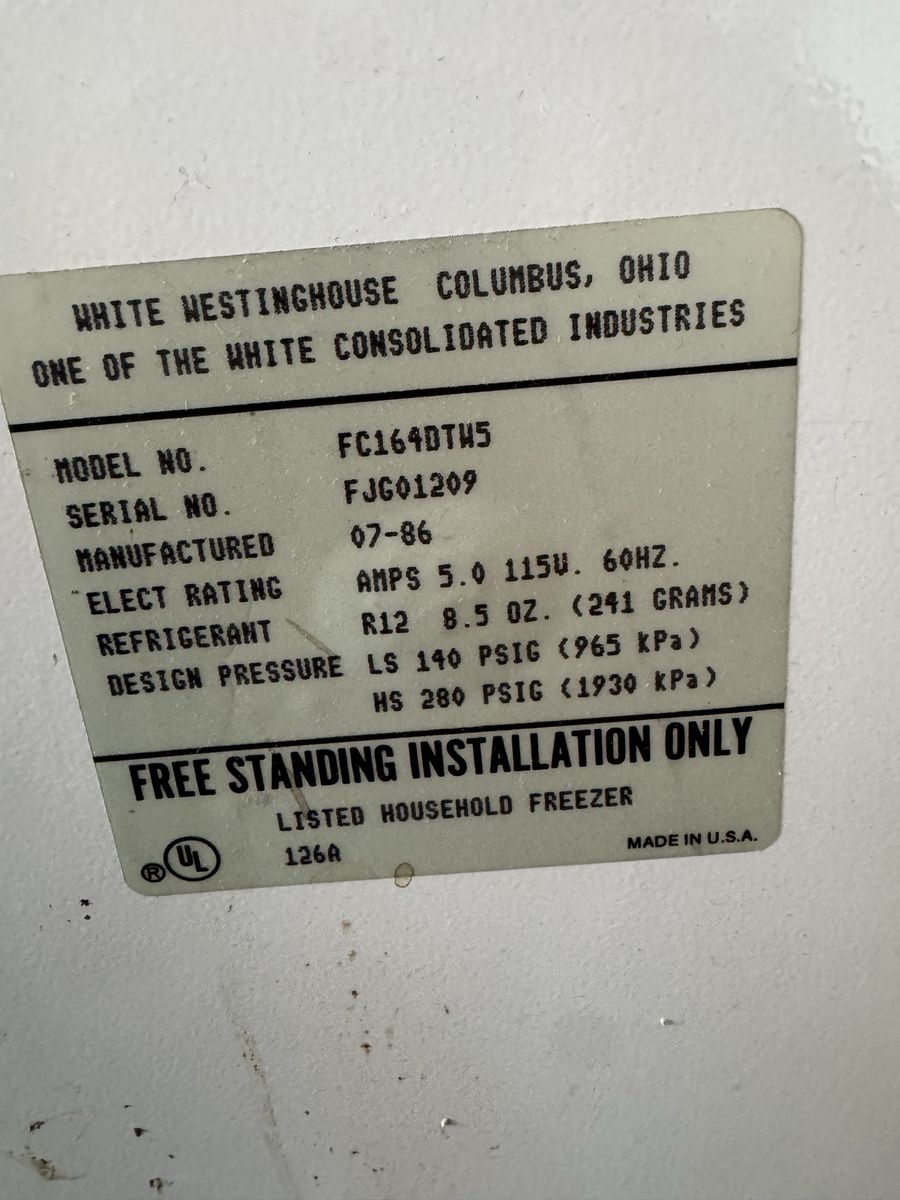 WHITE WESTINGHOUSE COLUMBUS, OHIO
ONE OF THE WHITE CONSOLIDATED INDUSTRIES
MODEL NO. FC164DTW5
SERIAL NO. FJG01209
MANUFACTURED 07-86
ELECT RATING AMPS 5.0 115V. 60HZ.
REFRIGERANT R12 8.5 OZ. (241 GRAMS)
DESIGN PRESSURE LS 140 PSIG (965 kPa)
HS 280 PSIG (1930 kPa)
FREE STANDING INSTALLATION ONLY
LISTED HOUSEHOLD FREEZER
® UL 126A MADE IN U.S.A.